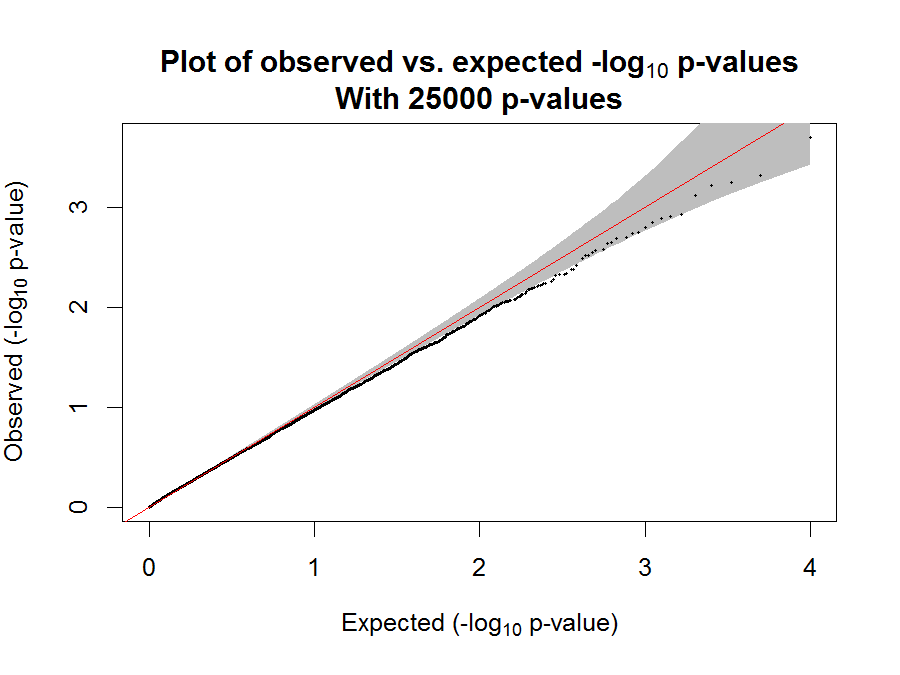 Plot of observed vs. expected -log10 p-values
With 25000 p-values
Observed (-log10 p-value)
3
2
1
0
0 1 2 3 4
Expected (-log10 p-value)